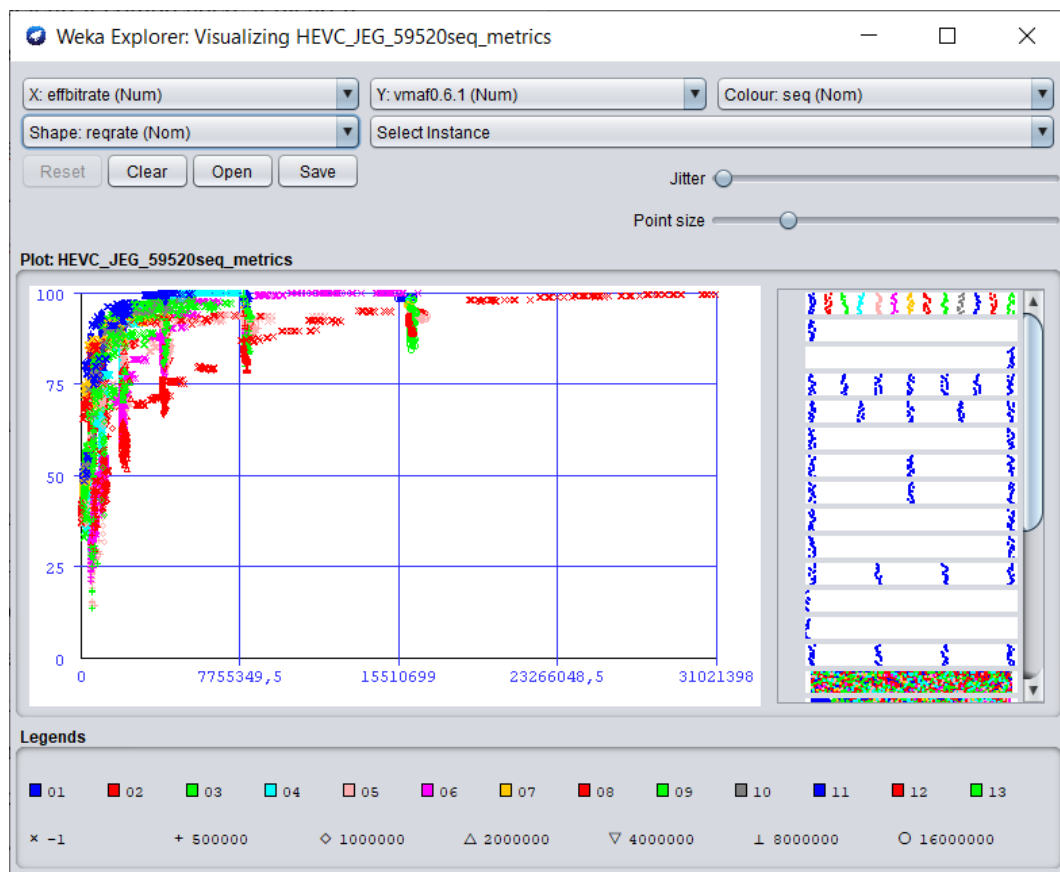 Weka Explorer: Visualizing HEVC_JEG_59520seq_metrics
X: effbitrate (Num) Y: vmaf0.6.1 (Num) Colour: seq (Nom)
Shape: reqrate (Nom) Select Instance
Reset Clear Open Save
Jitter
Point size
Plot: HEVC_JEG_59520seq_metrics
100
75
50
25
0
0 7755349,5 15510699 23266048,5 31021398
Legends
01 02 03 04 05 06 07 08 09 10 11 12 13
× -1 + 500000 ◇ 1000000 △ 2000000 ▽ 4000000 ⊥ 8000000 ○ 16000000